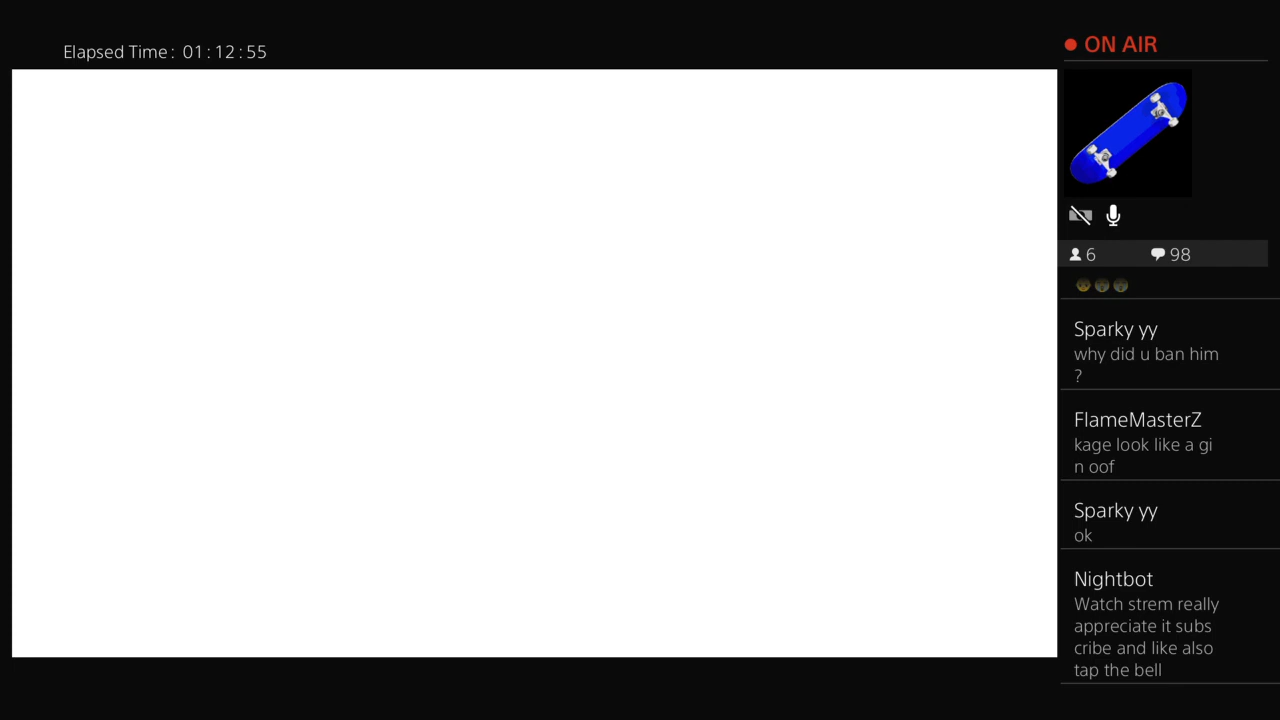 Elapsed Time: 01:12:55
ON AIR
6 98
Sparky yy
why did u ban him
?
FlameMasterZ
kage look like a gi
n oof
Sparky yy
ok
Nightbot
Watch strem really
appreciate it subs
cribe and like also
tap the bell